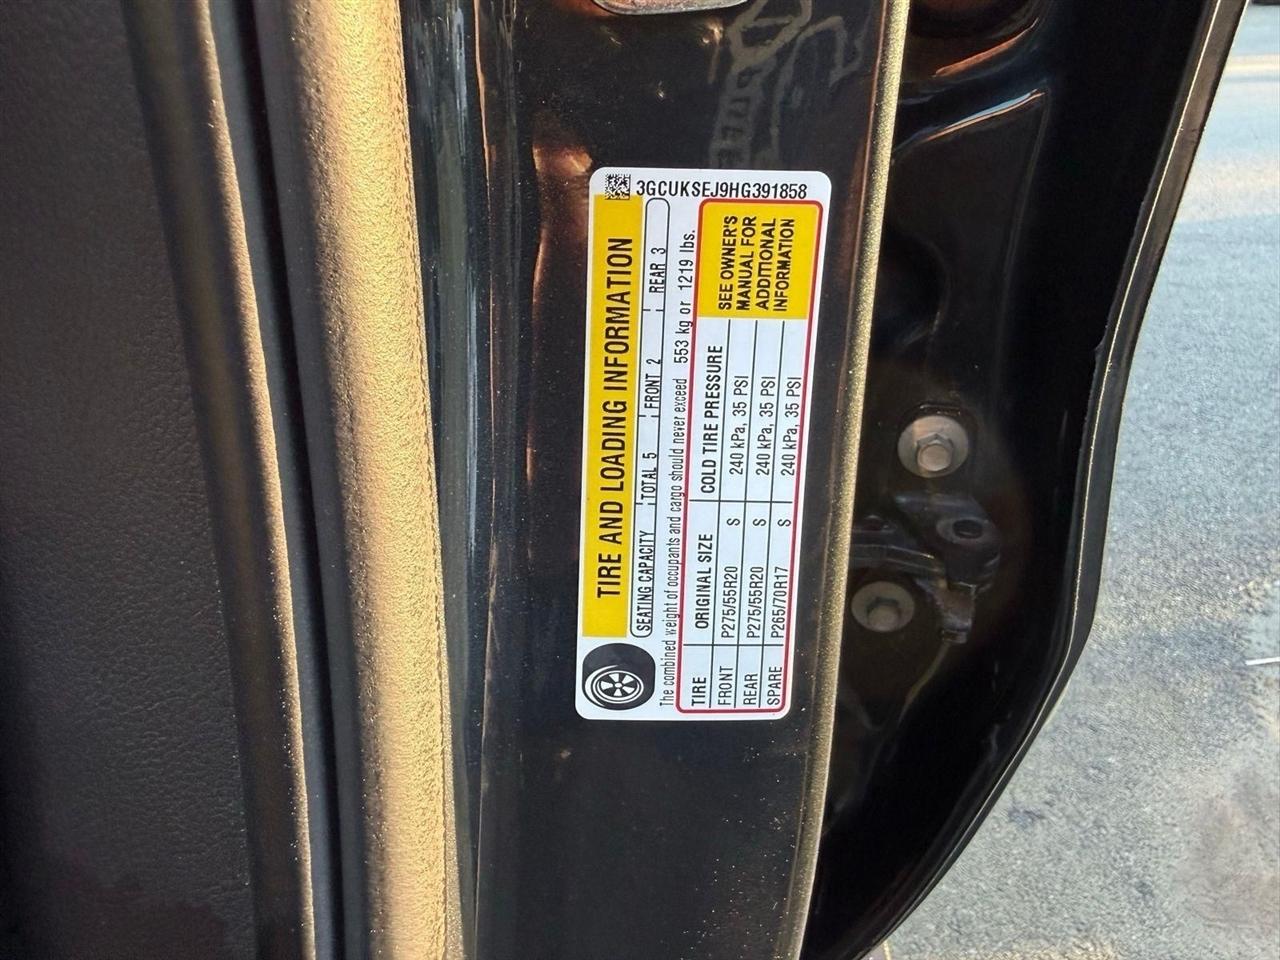 3GCUKSEJ9HG391858
TIRE AND LOADING INFORMATION
SEATING CAPACITY TOTAL 5 FRONT 2 REAR 3
The combined weight of occupants and cargo should never exceed 553 kg or 1219 lbs.
TIRE ORIGINAL SIZE COLD TIRE PRESSURE
FRONT P275/55R20 S 240 kPa, 35 PSI
REAR P275/55R20 S 240 kPa, 35 PSI
SPARE P265/70R17 S 240 kPa, 35 PSI
SEE OWNER'S
MANUAL FOR
ADDITIONAL
INFORMATION